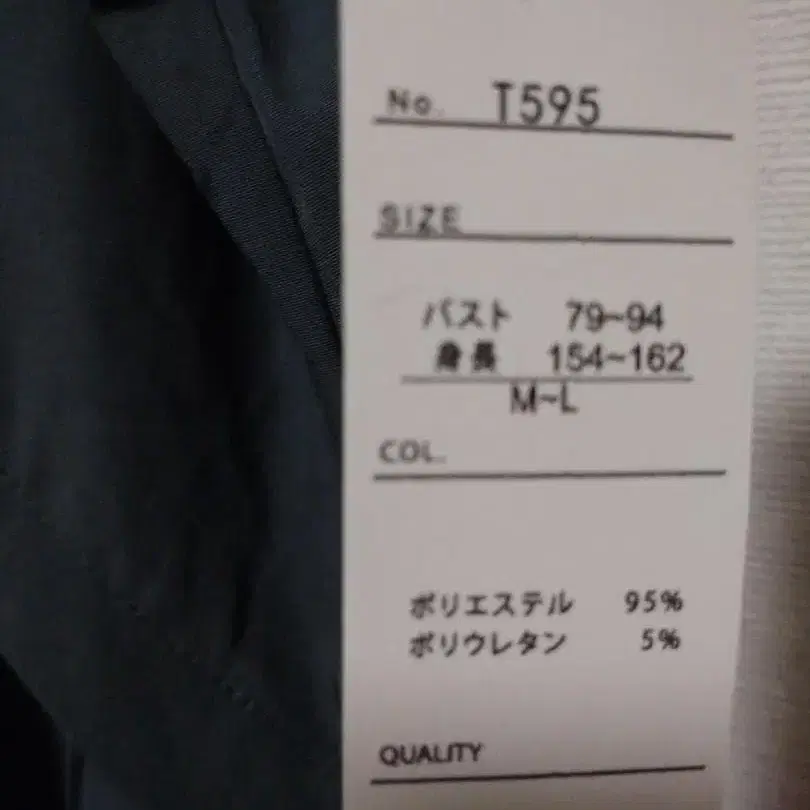 No. T595
SIZE
バスト 79~94
身長 154~162
M~L
COL.
ポリエステル 95%
ポリウレタン 5%
QUALITY